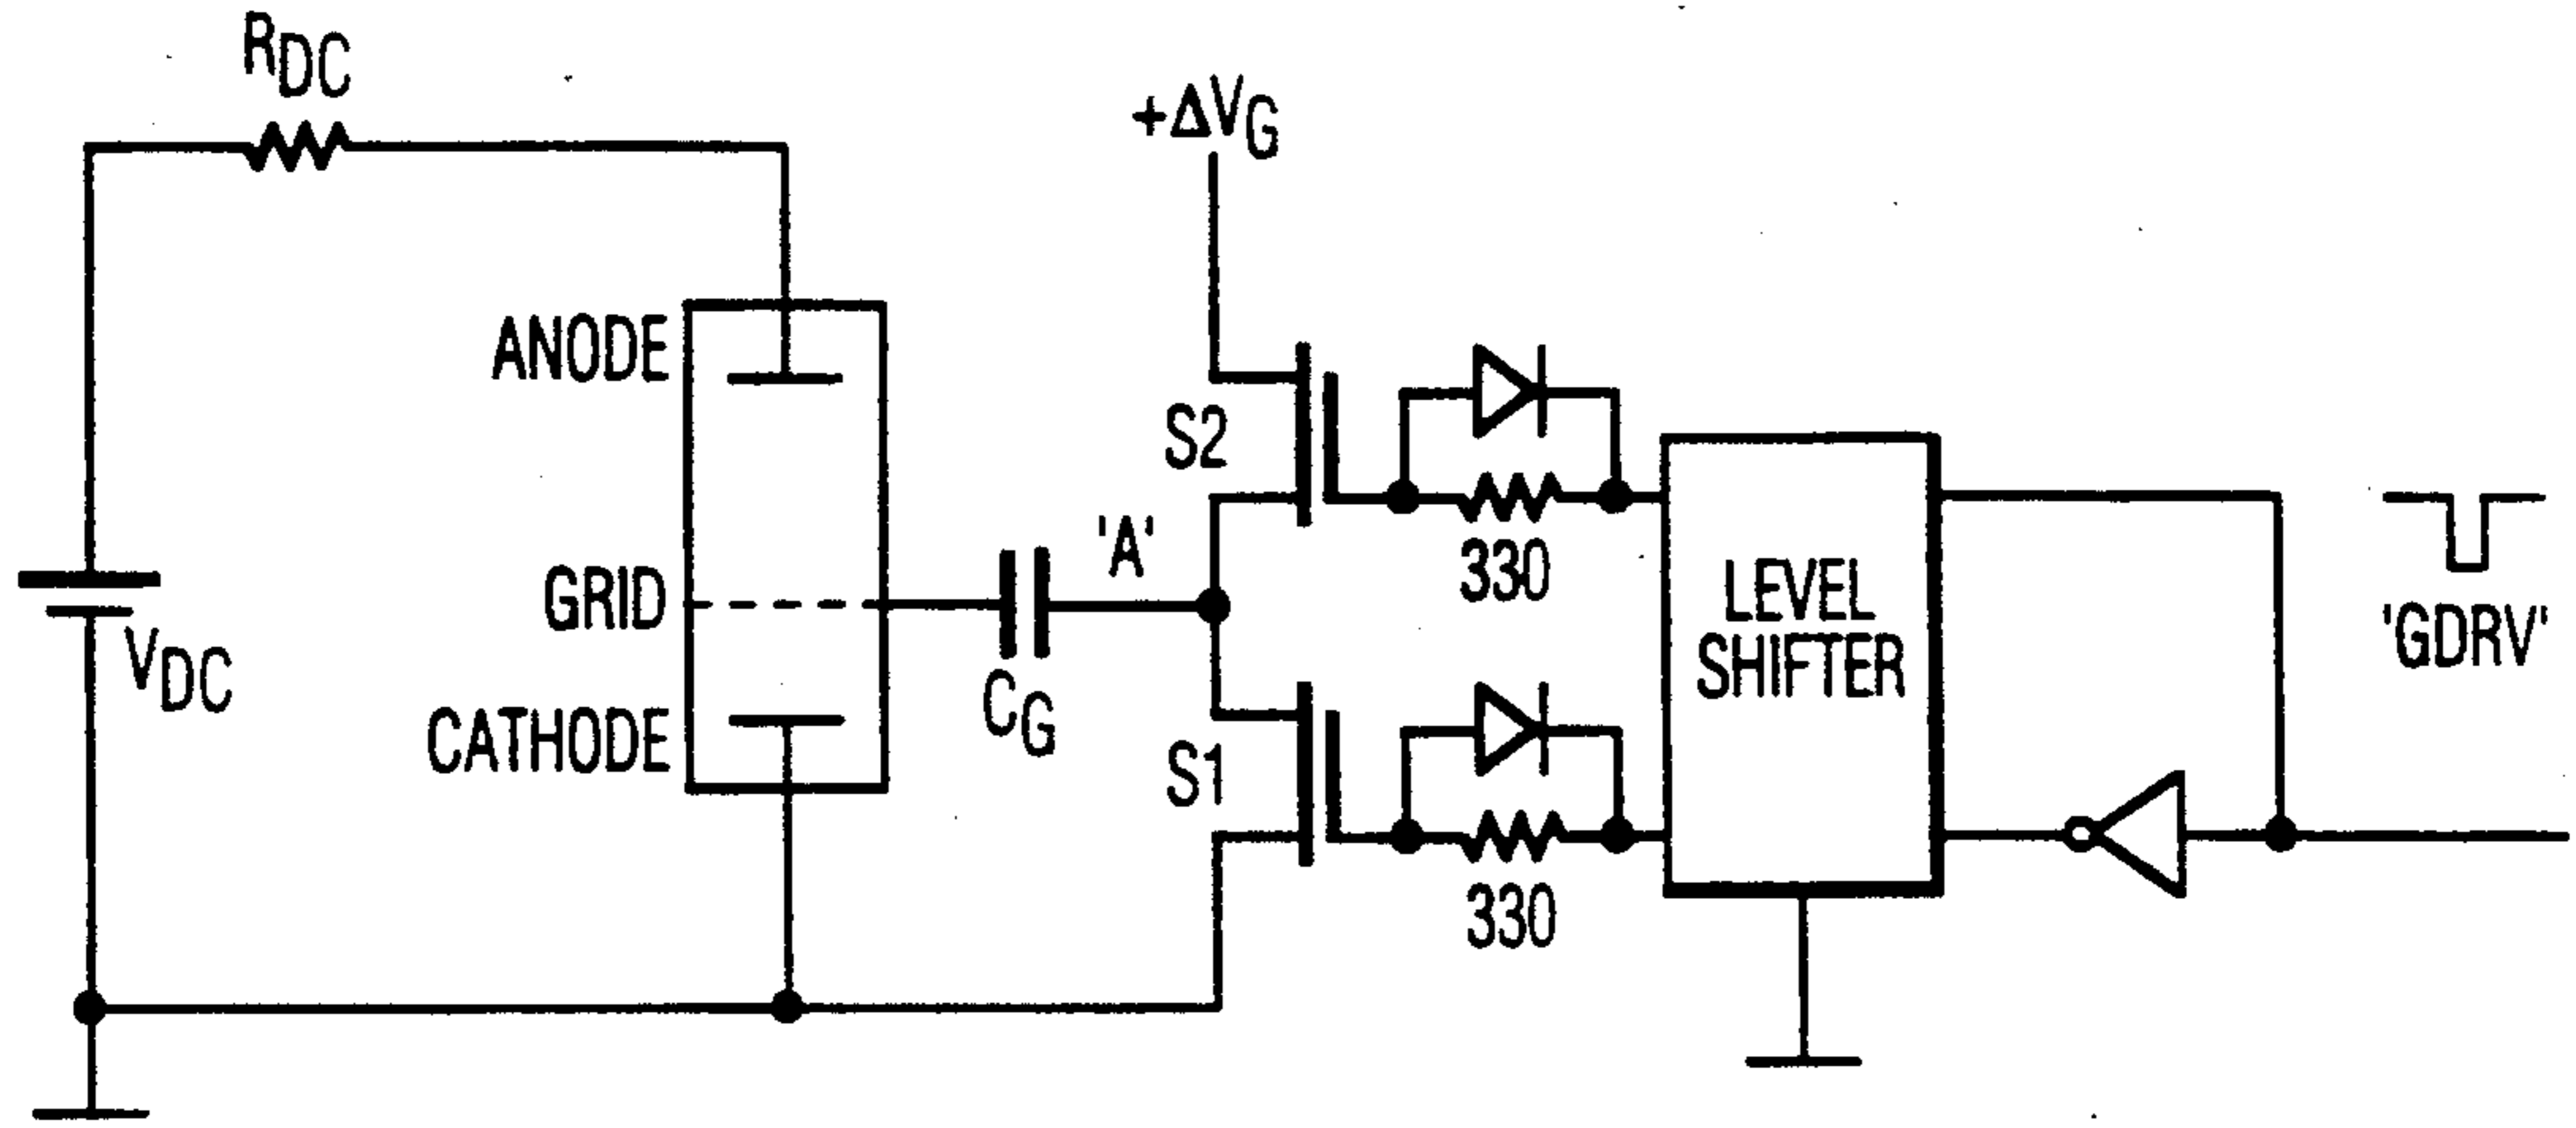 RDC
+ΔVG
ANODE
S2
'A'
330
GRID
LEVEL
SHIFTER
'GDRV'
VDC
CG
CATHODE
S1
330